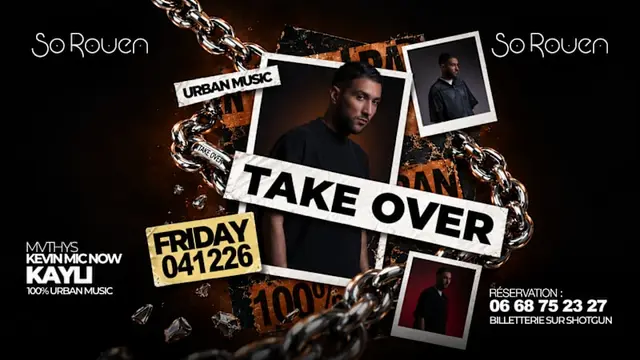 So Rouen
So Rouen
URBAN MUSIC
TAKE OVER
TAKE OVER
FRIDAY
041226
MVTHYS
KEVIN MIC NOW
KAYLI
100% URBAN MUSIC
100%
RÉSERVATION :
06 68 75 23 27
BILLETTERIE SUR SHOTGUN